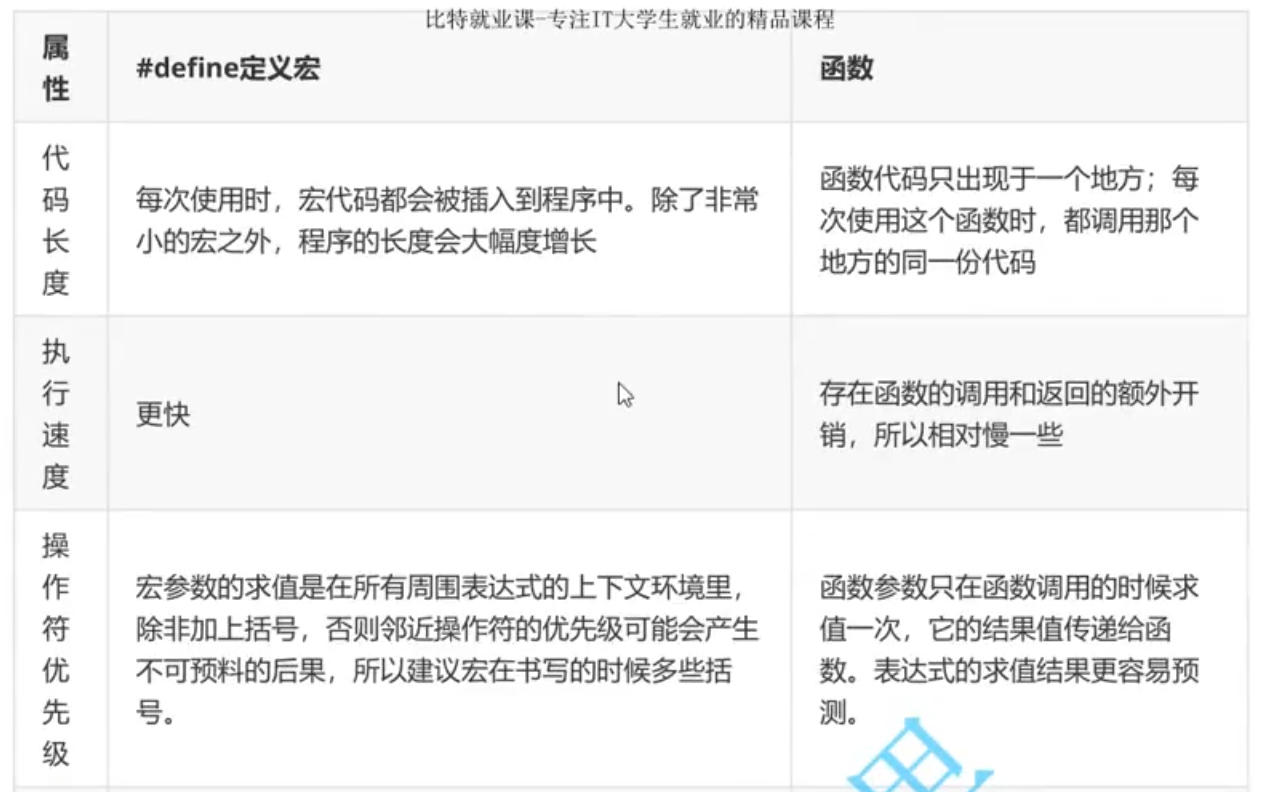 比特就业课-专注IT大学生就业的精品课程
属
性
#define定义宏
函数
代
码
长
度
每次使用时，宏代码都会被插入到程序中。除了非常
小的宏之外，程序的长度会大幅度增长
函数代码只出现于一个地方；每
次使用这个函数时，都调用那个
地方的同一份代码
执
行
速
度
更快
存在函数的调用和返回的额外开
销，所以相对慢一些
操
作
符
优
先
级
宏参数的求值是在所有周围表达式的上下文环境里，
除非加上括号，否则邻近操作符的优先级可能会产生
不可预料的后果，所以建议宏在书写的时候多些括
号。
函数参数只在函数调用的时候求
值一次，它的结果值传递给函
数。表达式的求值结果更容易预
测。